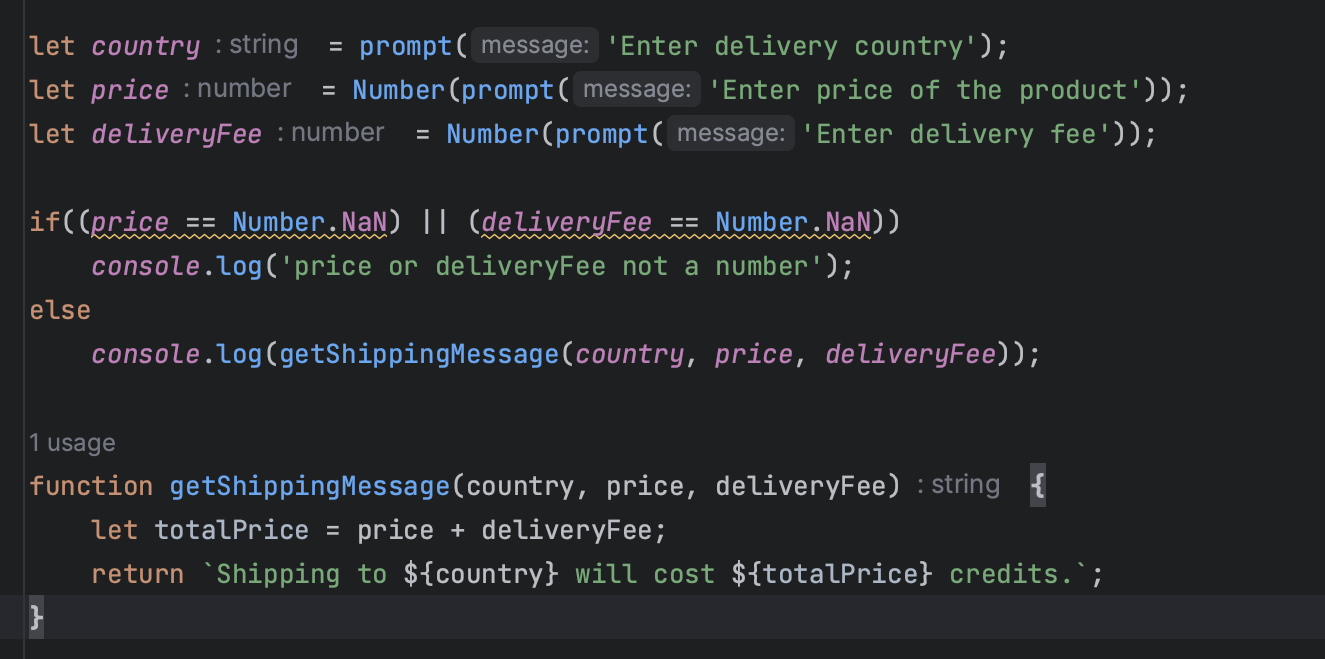 let country : string = prompt( message: 'Enter delivery country');
let price : number = Number(prompt( message: 'Enter price of the product'));
let deliveryFee : number = Number(prompt( message: 'Enter delivery fee'));
if((price == Number.NaN) || (deliveryFee == Number.NaN))
console.log('price or deliveryFee not a number');
else
console.log(getShippingMessage(country, price, deliveryFee));
1 usage
function getShippingMessage(country, price, deliveryFee) : string {
let totalPrice = price + deliveryFee;
return `Shipping to ${country} will cost ${totalPrice} credits.`;
}